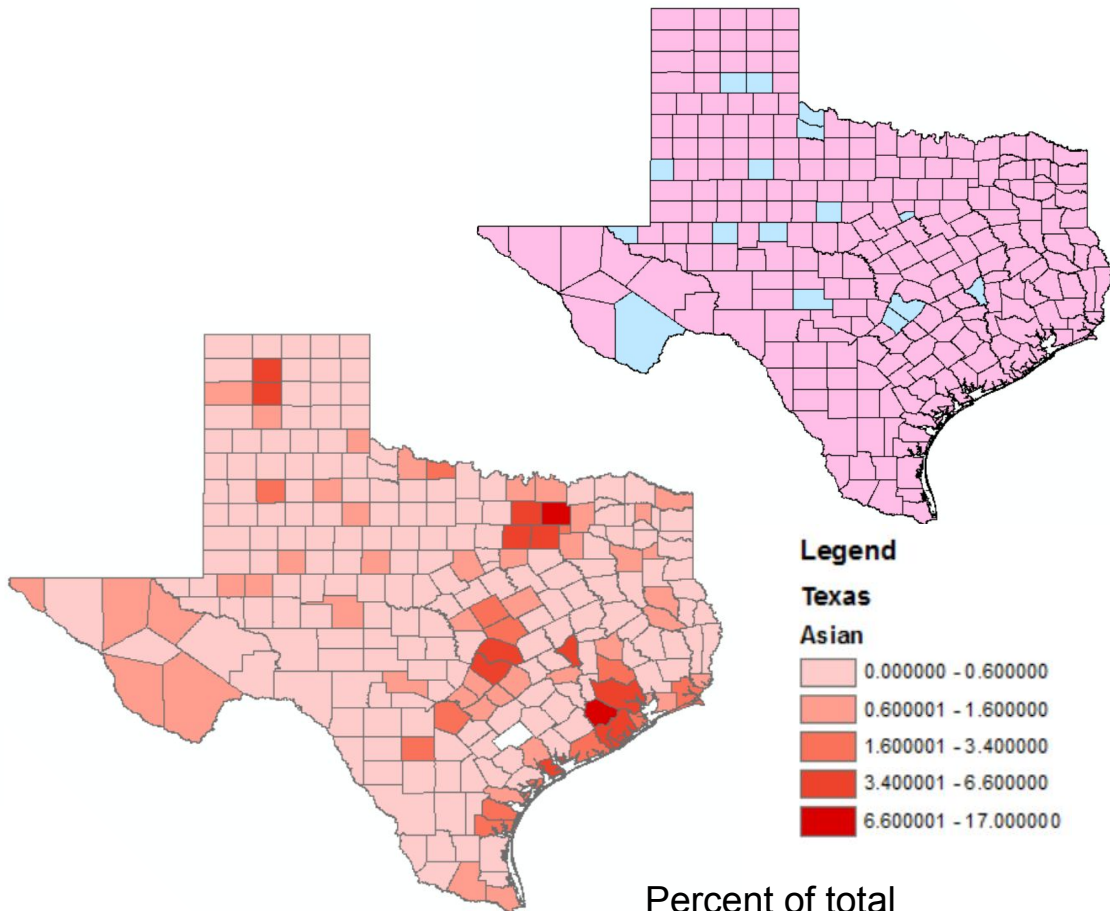 Legend
Texas
Asian
0.000000 - 0.600000
0.600001 - 1.600000
1.600001 - 3.400000
3.400001 - 6.600000
6.600001 - 17.000000
Percent of total